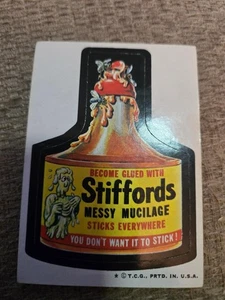 BECOME GLUED WITH
Stiffords
MESSY MUCILAGE
STICKS EVERYWHERE
YOU DON'T WANT IT TO STICK!
* © T.C.G., PRTD. IN. U.S.A.